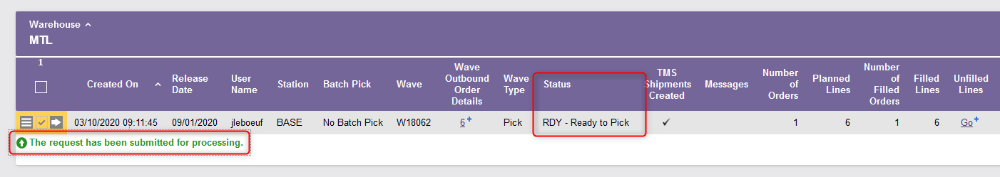 Warehouse
MTL
1
Created On
Release Date
User Name
Station
Batch Pick
Wave
Wave Outbound Order Details
Wave Type
Status
TMS Shipments Created
Messages
Number of Orders
Planned Lines
Number of Filled Orders
Filled Lines
Unfilled Lines
03/10/2020 09:11:45 09/01/2020 jleboeuf BASE No Batch Pick W18062 6+ Pick RDY - Ready to Pick ✓ 1 6 1 6 Go+
The request has been submitted for processing.